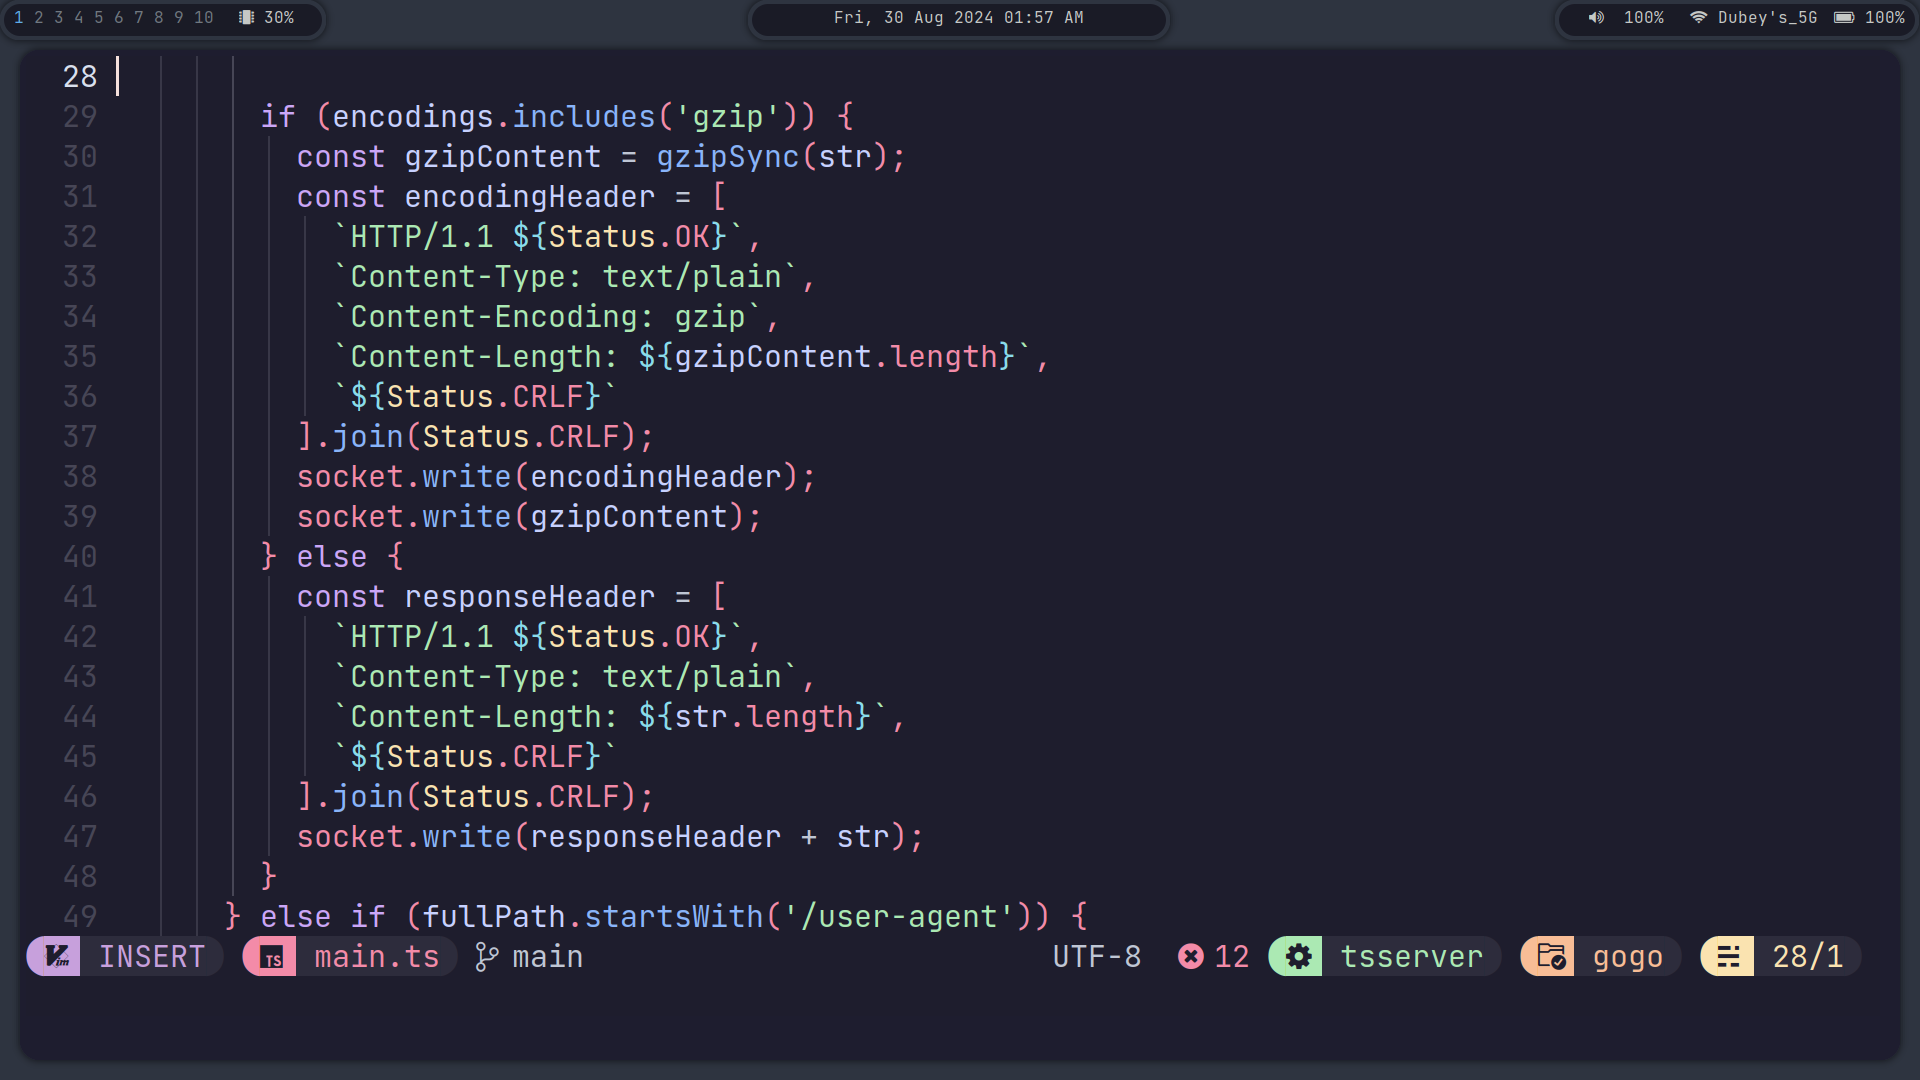 1 2 3 4 5 6 7 8 9 10 30% Fri, 30 Aug 2024 01:57 AM 100% Dubey's_5G 100%
28
29 if (encodings.includes('gzip')) {
30 const gzipContent = gzipSync(str);
31 const encodingHeader = [
32 `HTTP/1.1 ${Status.OK}`,
33 `Content-Type: text/plain`,
34 `Content-Encoding: gzip`,
35 `Content-Length: ${gzipContent.length}`,
36 `${Status.CRLF}`
37 ].join(Status.CRLF);
38 socket.write(encodingHeader);
39 socket.write(gzipContent);
40 } else {
41 const responseHeader = [
42 `HTTP/1.1 ${Status.OK}`,
43 `Content-Type: text/plain`,
44 `Content-Length: ${str.length}`,
45 `${Status.CRLF}`
46 ].join(Status.CRLF);
47 socket.write(responseHeader + str);
48 }
49 } else if (fullPath.startsWith('/user-agent')) {
Vim INSERT TS main.ts main UTF-8 12 tsserver gogo 28/1